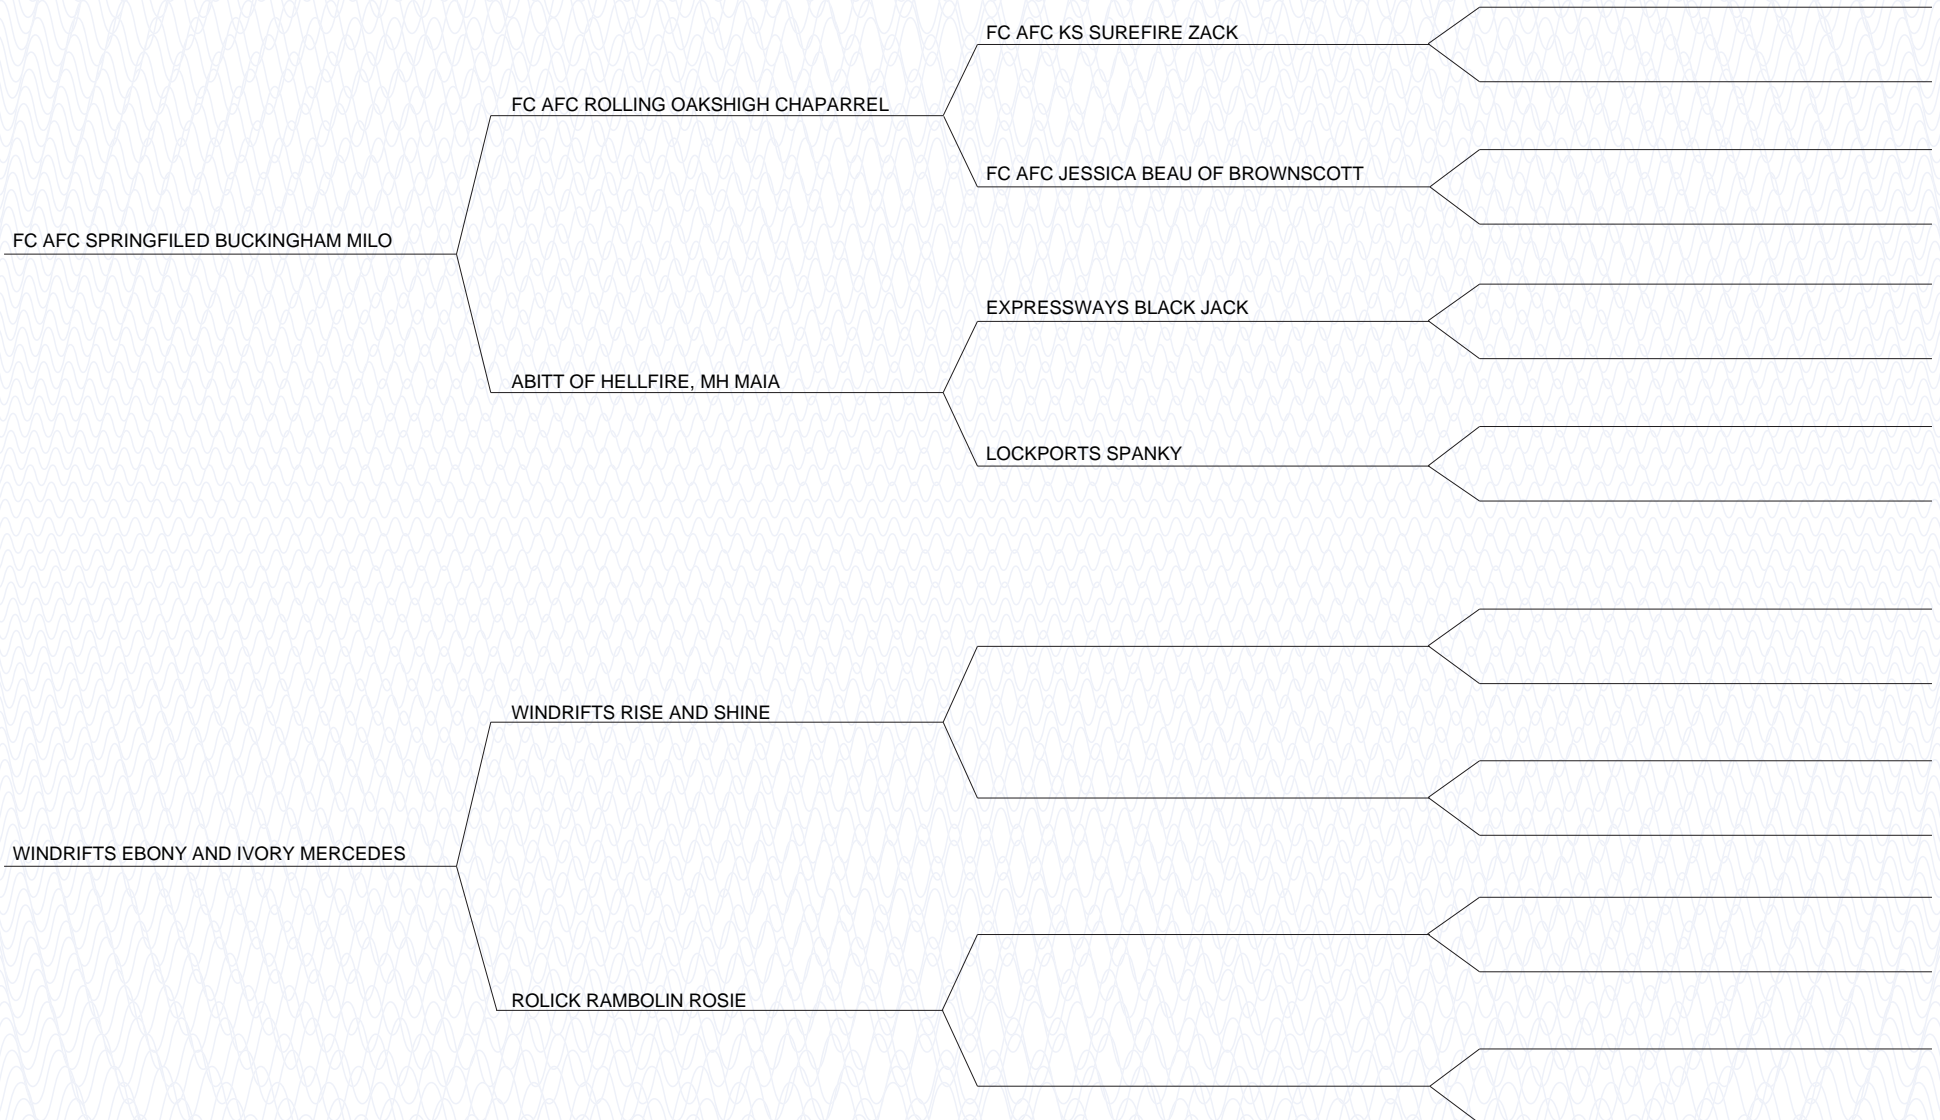 FC AFC KS SUREFIRE ZACK
FC AFC ROLLING OAKSHIGH CHAPARREL
FC AFC JESSICA BEAU OF BROWNSCOTT
FC AFC SPRINGFILED BUCKINGHAM MILO
EXPRESSWAYS BLACK JACK
ABITT OF HELLFIRE, MH MAIA
LOCKPORTS SPANKY
WINDRIFTS RISE AND SHINE
WINDRIFTS EBONY AND IVORY MERCEDES
ROLICK RAMBOLIN ROSIE